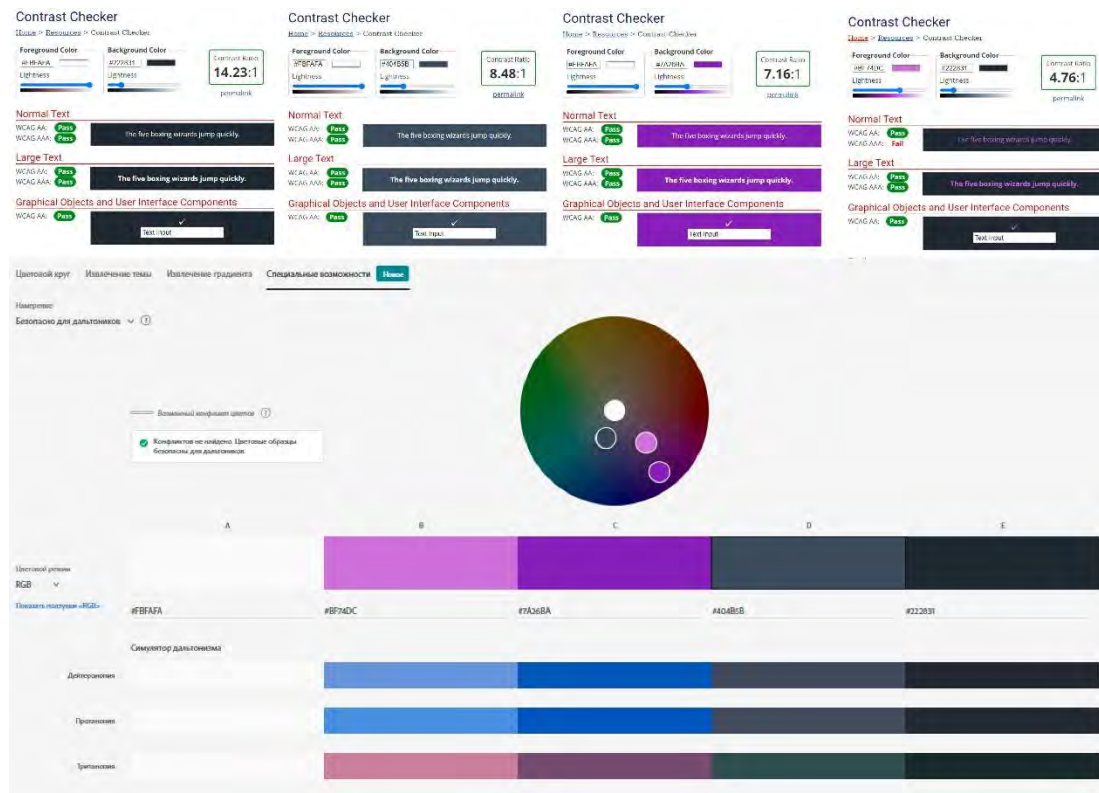 Contrast Checker
Home > Resources > Contrast Checker
Foreground Color
Background Color
#FBFAFA
#222831
Lightness
Lightness
Contrast Ratio
14.23:1
permalink
Normal Text
WCAG AA: Pass
WCAG AAA: Pass
The five boxing wizards jump quickly.
Large Text
WCAG AA: Pass
WCAG AAA: Pass
The five boxing wizards jump quickly.
Graphical Objects and User Interface Components
WCAG AA: Pass
Text Input
Contrast Checker
Home > Resources > Contrast Checker
Foreground Color
Background Color
#FBFAFA
#404B5B
Lightness
Lightness
Contrast Ratio
8.48:1
permalink
Normal Text
WCAG AA: Pass
WCAG AAA: Pass
The five boxing wizards jump quickly.
Large Text
WCAG AA: Pass
WCAG AAA: Pass
The five boxing wizards jump quickly.
Graphical Objects and User Interface Components
WCAG AA: Pass
Text Input
Contrast Checker
Home > Resources > Contrast Checker
Foreground Color
Background Color
#FBFAFA
#7A26BA
Lightness
Lightness
Contrast Ratio
7.16:1
permalink
Normal Text
WCAG AA: Pass
WCAG AAA: Pass
The five boxing wizards jump quickly.
Large Text
WCAG AA: Pass
WCAG AAA: Pass
The five boxing wizards jump quickly.
Graphical Objects and User Interface Components
WCAG AA: Pass
Text Input
Contrast Checker
Home > Resources > Contrast Checker
Foreground Color
Background Color
#BF74DC
#222831
Lightness
Lightness
Contrast Ratio
4.76:1
permalink
Normal Text
WCAG AA: Pass
WCAG AAA: Fail
The five boxing wizards jump quickly.
Large Text
WCAG AA: Pass
WCAG AAA: Pass
The five boxing wizards jump quickly.
Graphical Objects and User Interface Components
WCAG AA: Pass
Text Input
Цветовой круг Извлечение темы Извлечение градиента Специальные возможности Новое
Намерение
Безопасно для дальтоников
Возможный конфликт цветов
Конфликтов не найдено. Цветовые образцы
безопасны для дальтоников.
A B C D E
Цветовой режим
RGB
Показать ползунки «RGB»
#FBFAFA #BF74DC #7A26BA #404B5B #222831
Симулятор дальтонизма
Дейтеранопия
Протанопия
Тританопия